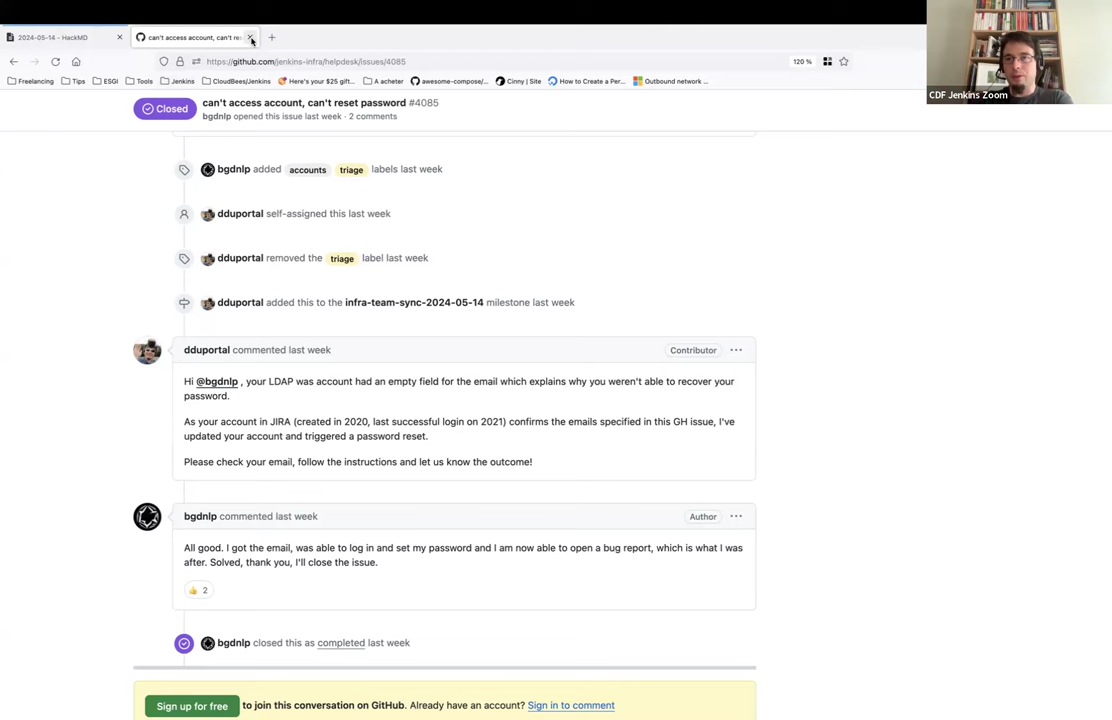 2024-05-14 - HackMD
can't access account, can't res
https://github.com/jenkins-infra/helpdesk/issues/4085
120 %
Freelancing
Tips
ESGI
Tools
Jenkins
CloudBees/Jenkins
Here's your $25 gift...
A acheter
awesome-compose/...
Cinny | Site
How to Create a Per...
Outbound network ...
CDF Jenkins Zoom
Closed
can't access account, can't reset password #4085
bgdnlp opened this issue last week · 2 comments
bgdnlp added accounts triage labels last week
dduportal self-assigned this last week
dduportal removed the triage label last week
dduportal added this to the infra-team-sync-2024-05-14 milestone last week
dduportal commented last week
Contributor
Hi @bgdnlp , your LDAP was account had an empty field for the email which explains why you weren't able to recover your
password.
As your account in JIRA (created in 2020, last successful login on 2021) confirms the emails specified in this GH issue, I've
updated your account and triggered a password reset.
Please check your email, follow the instructions and let us know the outcome!
bgdnlp commented last week
Author
All good. I got the email, was able to log in and set my password and I am now able to open a bug report, which is what I was
after. Solved, thank you, I'll close the issue.
👍 2
bgdnlp closed this as completed last week
Sign up for free to join this conversation on GitHub. Already have an account? Sign in to comment